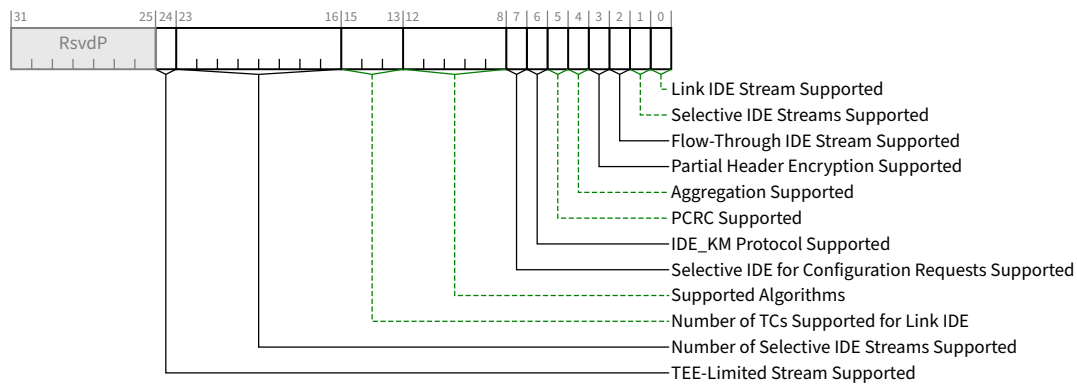 31 25 24 23 16 15 13 12 8 7 6 5 4 3 2 1 0
RsvdP
Link IDE Stream Supported
Selective IDE Streams Supported
Flow-Through IDE Stream Supported
Partial Header Encryption Supported
Aggregation Supported
PCRC Supported
IDE_KM Protocol Supported
Selective IDE for Configuration Requests Supported
Supported Algorithms
Number of TCs Supported for Link IDE
Number of Selective IDE Streams Supported
TEE-Limited Stream Supported